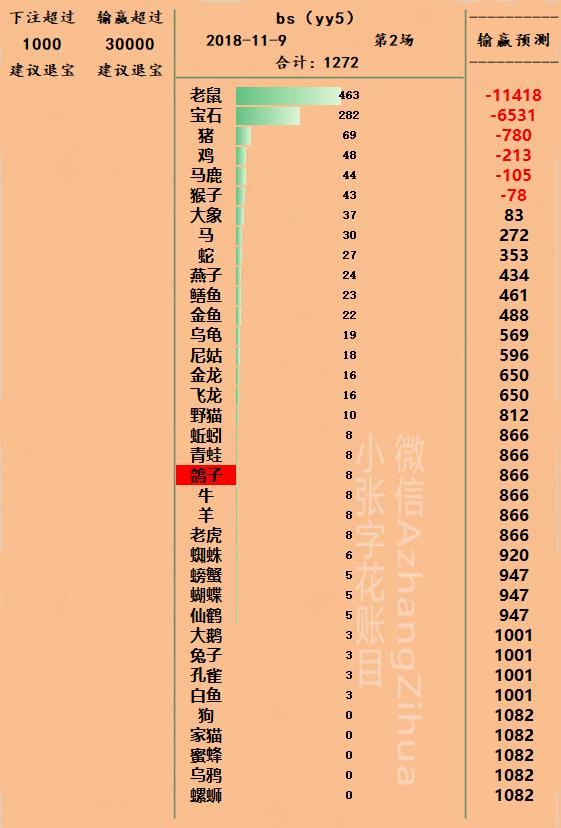 下注超过 输赢超过 bs（yy5） ----------
1000 30000 2018-11-9 第2场 输赢预测
建议退宝 建议退宝 合计：1272 ----------
老鼠 463 -11418
宝石 282 -6531
猪 69 -780
鸡 48 -213
马鹿 44 -105
猴子 43 -78
大象 37 83
马 30 272
蛇 27 353
燕子 24 434
鳝鱼 23 461
金鱼 22 488
乌龟 19 569
尼姑 18 596
金龙 16 650
飞龙 16 650
野猫 10 812
蚯蚓 8 866
青蛙 8 866
鸽子 8 866
牛 8 866
羊 8 866
老虎 8 866
蜘蛛 6 920
螃蟹 5 947
蝴蝶 5 947
仙鹤 5 947
大鹅 3 1001
兔子 3 1001
孔雀 3 1001
白鱼 3 1001
狗 0 1082
家猫 0 1082
蜜蜂 0 1082
乌鸦 0 1082
螺蛳 0 1082
微信AzhangZihua
小张字花账目